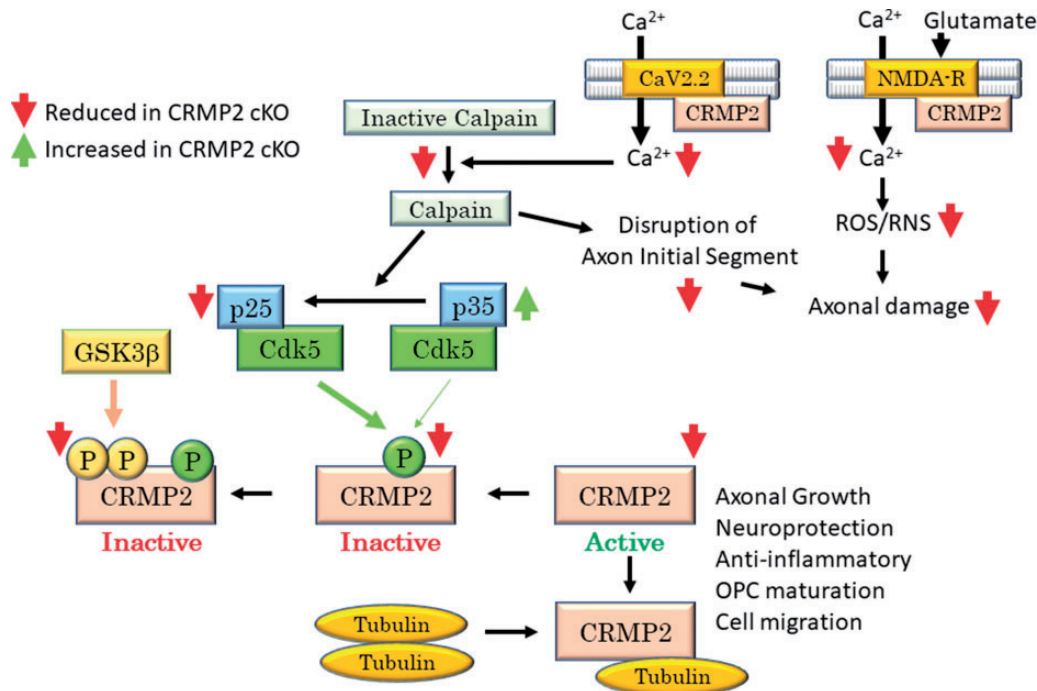 Ca²⁺
Ca²⁺
Glutamate
CaV2.2
NMDA-R
CRMP2
CRMP2
Reduced in CRMP2 cKO
Increased in CRMP2 cKO
Inactive Calpain
Ca²⁺
Ca²⁺
Calpain
Disruption of
Axon Initial Segment
ROS/RNS
Axonal damage
p25
p35
GSK3β
Cdk5
Cdk5
P
P
P
P
CRMP2
CRMP2
CRMP2
Inactive
Inactive
Active
Axonal Growth
Neuroprotection
Anti-inflammatory
OPC maturation
Cell migration
Tubulin
Tubulin
CRMP2
Tubulin